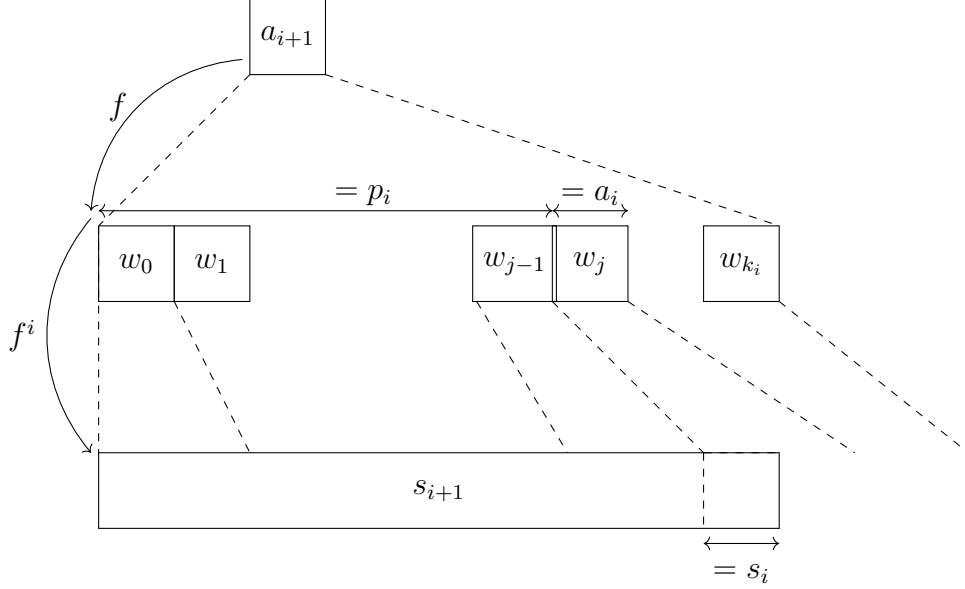 a_{i+1}
f
= p_i = a_i
w_0 w_1 w_{j-1} w_j w_{k_i}
f^i
s_{i+1}
= s_i